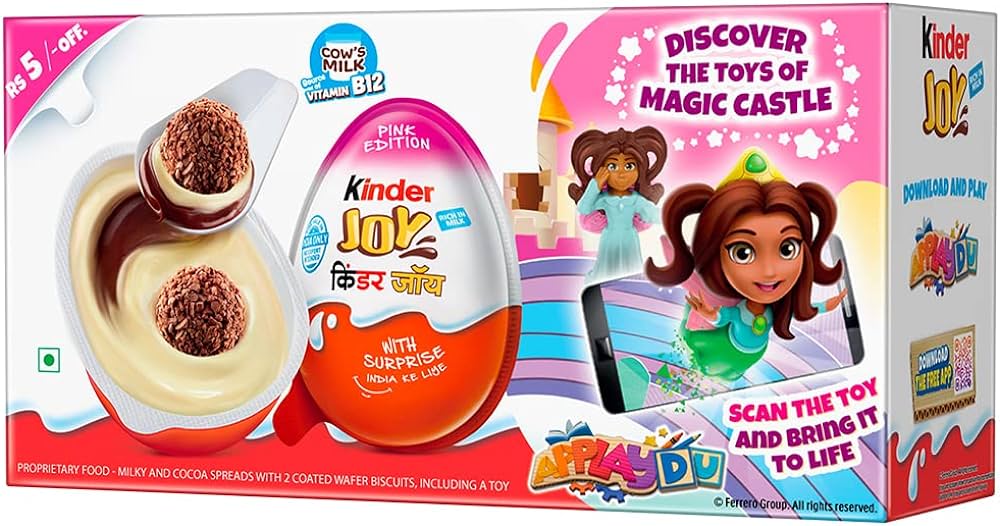 Rs 5/-OFF.
COW'S
MILK
Source
of
VITAMIN B12
PINK
EDITION
Kinder
JOY
RICH IN
MILK
किंडर जॉय
WITH
SURPRISE
INDIA KE LIYE
PROPRIETARY FOOD - MILKY AND COCOA SPREADS WITH 2 COATED WAFER BISCUITS, INCLUDING A TOY
DISCOVER
THE TOYS OF
MAGIC CASTLE
SCAN THE TOY
AND BRING IT
TO LIFE
APPLAYDU
© Ferrero Group. All rights reserved.
Kinder
JOY
RICH IN
MILK
DOWNLOAD AND PLAY
APPLAYDU
DOWNLOAD
THE FREE APP